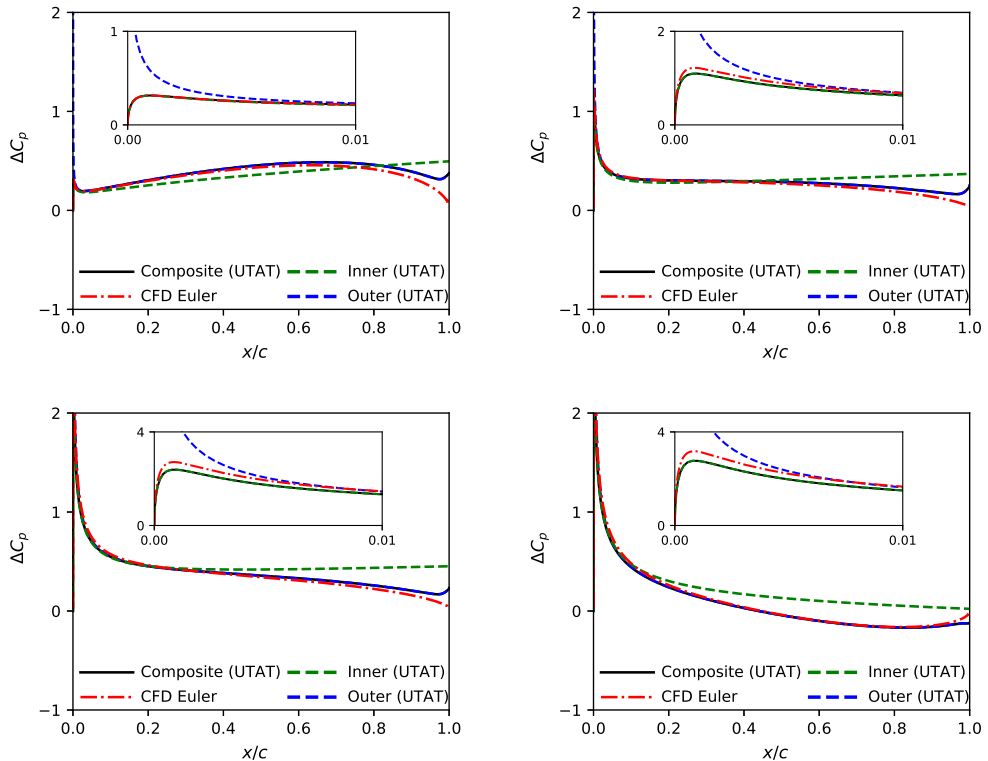 2
1
0
−1
ΔCp
1
0
0.00
0.01
Composite (UTAT)
Inner (UTAT)
CFD Euler
Outer (UTAT)
0.0
0.2
0.4
0.6
0.8
1.0
x/c
2
1
0
−1
ΔCp
2
0
0.00
0.01
Composite (UTAT)
Inner (UTAT)
CFD Euler
Outer (UTAT)
0.0
0.2
0.4
0.6
0.8
1.0
x/c
2
1
0
−1
ΔCp
4
0
0.00
0.01
Composite (UTAT)
Inner (UTAT)
CFD Euler
Outer (UTAT)
0.0
0.2
0.4
0.6
0.8
1.0
x/c
2
1
0
−1
ΔCp
4
0
0.00
0.01
Composite (UTAT)
Inner (UTAT)
CFD Euler
Outer (UTAT)
0.0
0.2
0.4
0.6
0.8
1.0
x/c